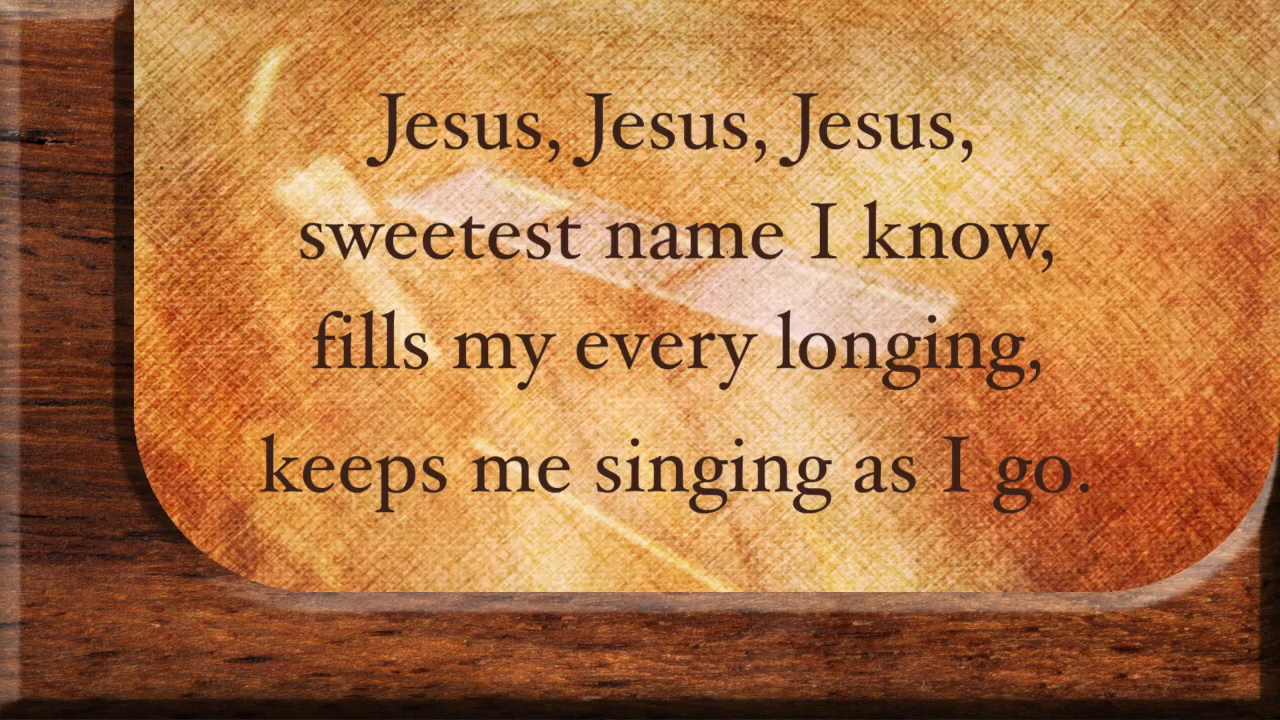 Jesus, Jesus, Jesus,
sweetest name I know,
fills my every longing,
keeps me singing as I go.